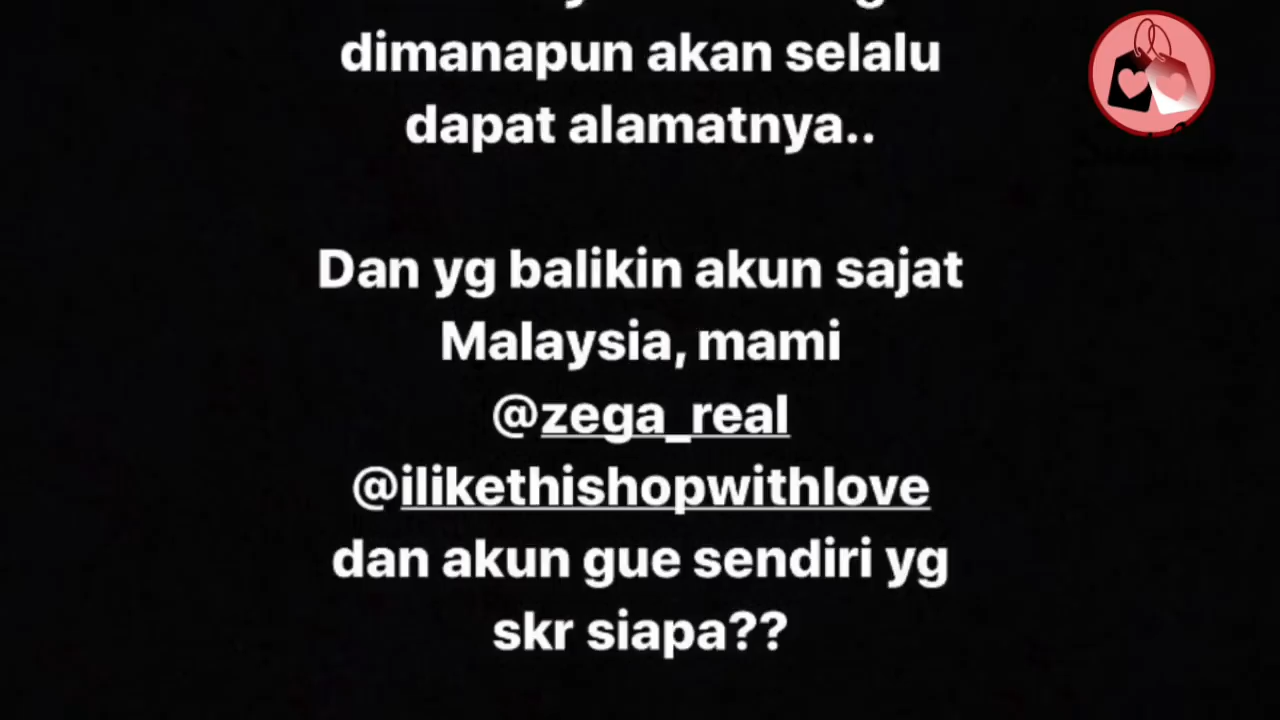 dimanapun akan selalu
dapat alamatnya..
Dan yg balikin akun sajat
Malaysia, mami
@zega_real
@ilikethishopwithlove
dan akun gue sendiri yg
skr siapa??